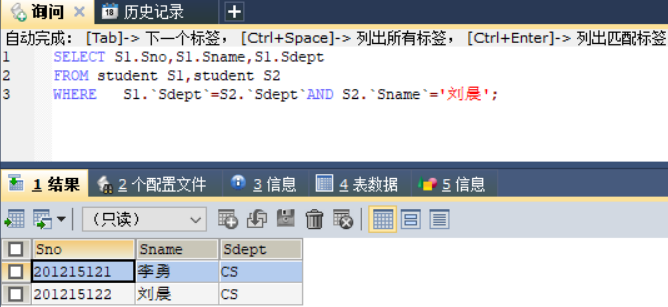 询问 历史记录
自动完成: [Tab]-> 下一个标签, [Ctrl+Space]-> 列出所有标签, [Ctrl+Enter]-> 列出匹配标签
1 SELECT S1.Sno,S1.Sname,S1.Sdept
2 FROM student S1,student S2
3 WHERE S1.`Sdept`=S2.`Sdept`AND S2.`Sname`='刘晨';
1 结果 2 个配置文件 3 信息 4 表数据 5 信息
(只读)
Sno Sname Sdept
201215121 李勇 CS
201215122 刘晨 CS